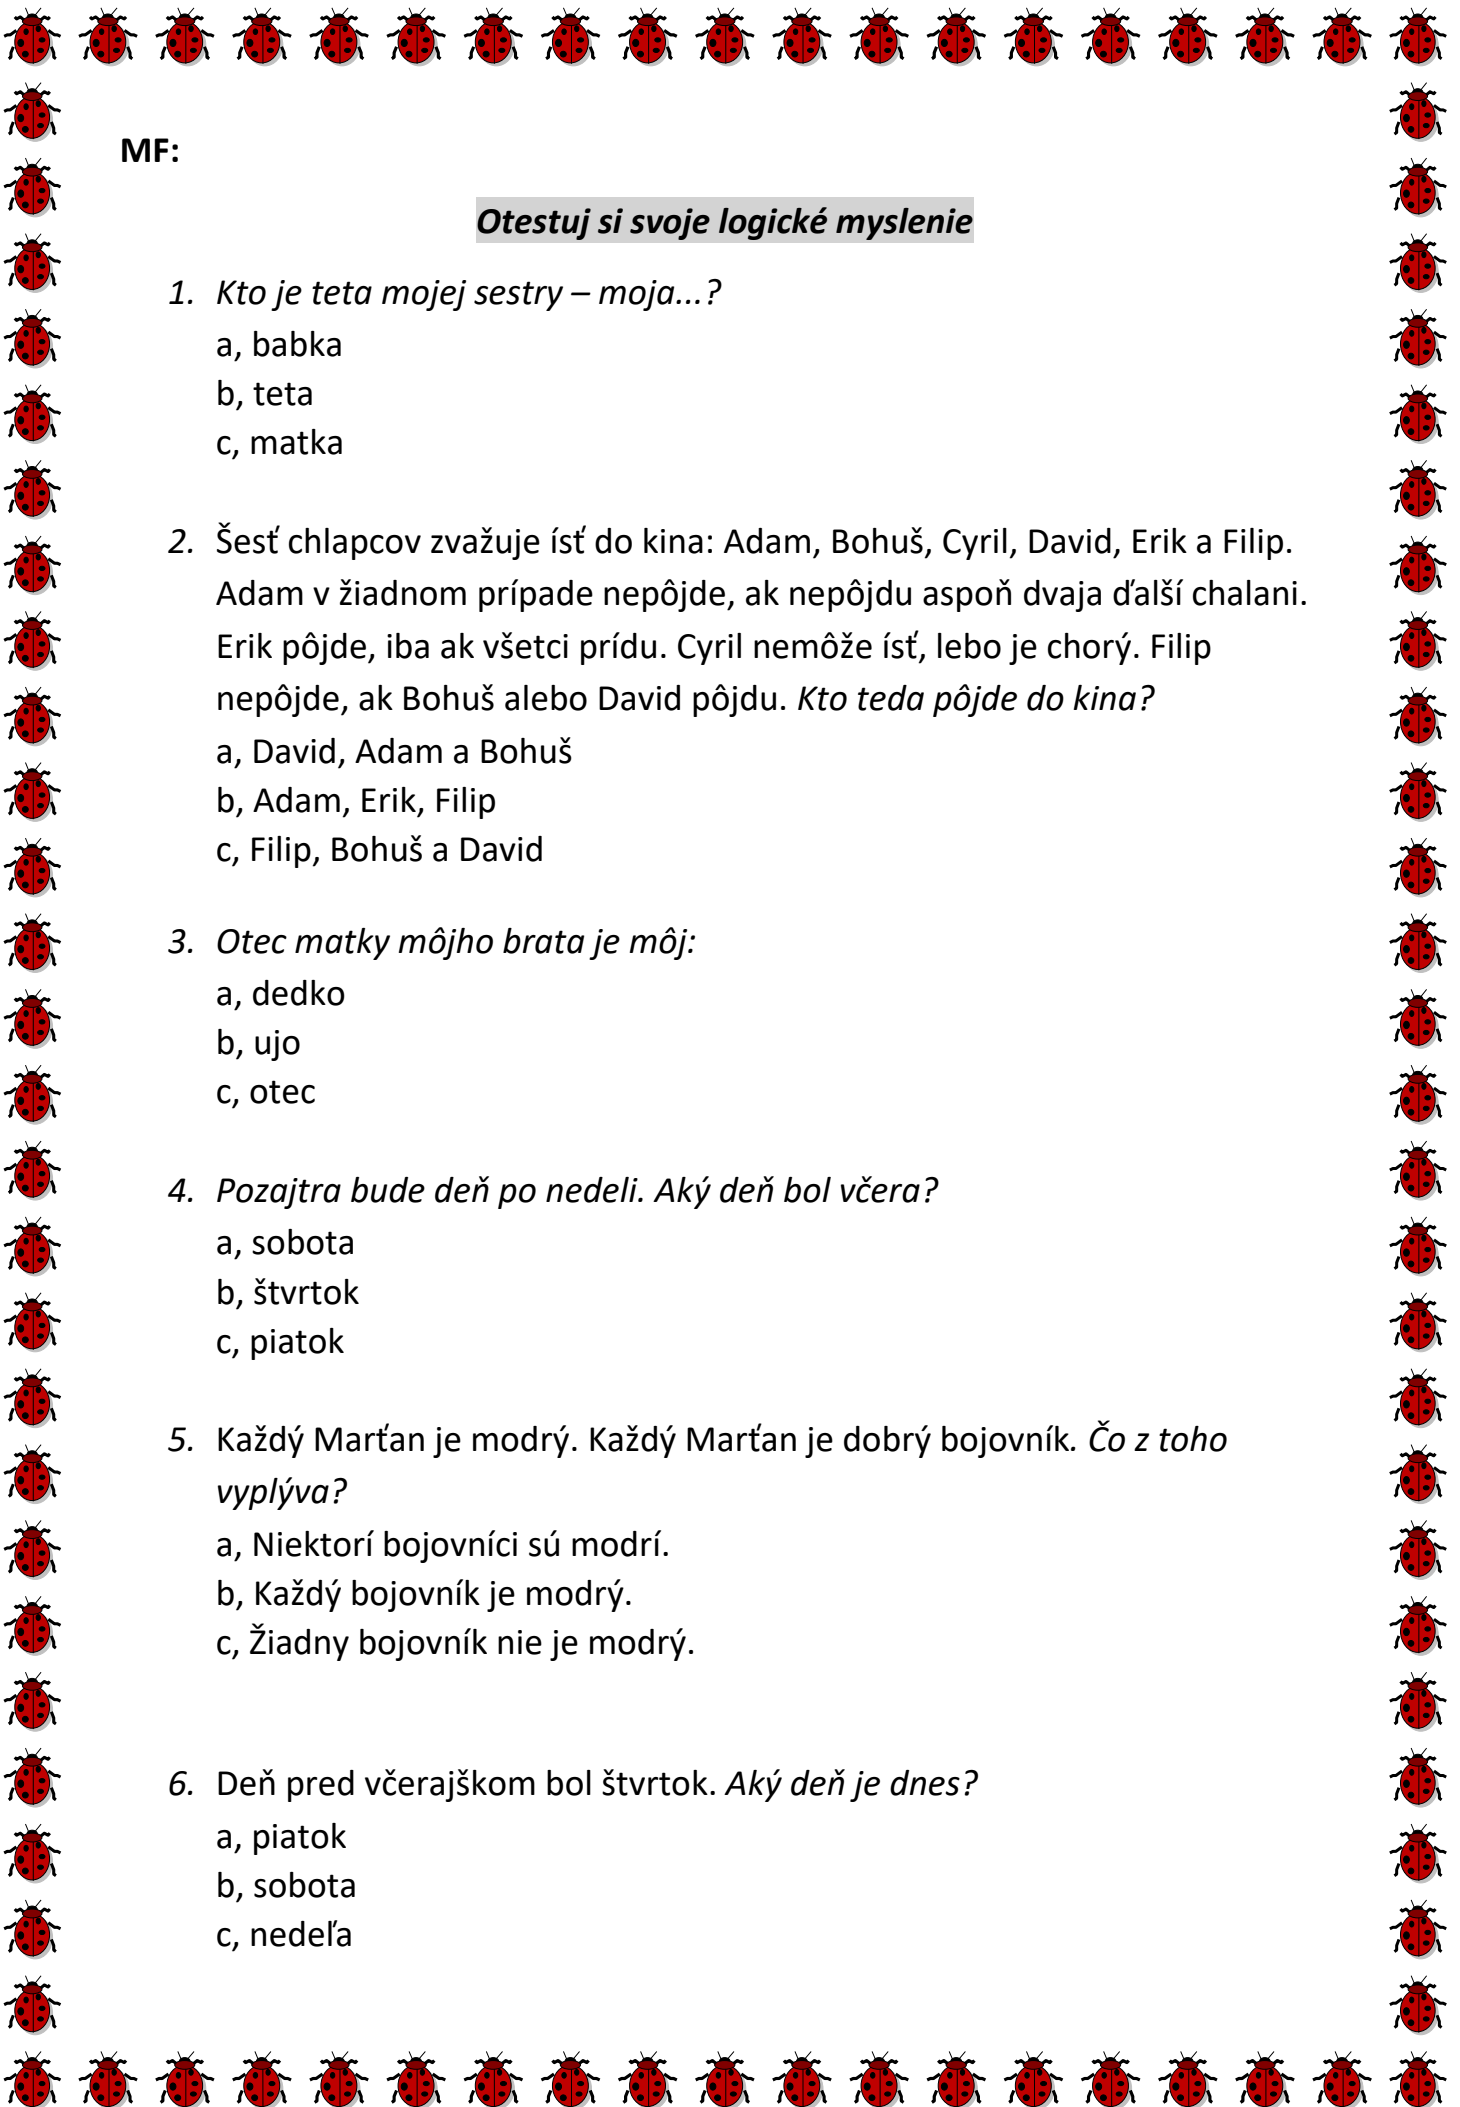 MF:
Otestuj si svoje logické myslenie
1. Kto je teta mojej sestry – moja...?
a, babka
b, teta
c, matka
2. Šesť chlapcov zvažuje ísť do kina: Adam, Bohuš, Cyril, David, Erik a Filip.
Adam v žiadnom prípade nepôjde, ak nepôjdu aspoň dvaja ďalší chalani.
Erik pôjde, iba ak všetci prídu. Cyril nemôže ísť, lebo je chorý. Filip
nepôjde, ak Bohuš alebo David pôjdu. Kto teda pôjde do kina?
a, David, Adam a Bohuš
b, Adam, Erik, Filip
c, Filip, Bohuš a David
3. Otec matky môjho brata je môj:
a, dedko
b, ujo
c, otec
4. Pozajtra bude deň po nedeli. Aký deň bol včera?
a, sobota
b, štvrtok
c, piatok
5. Každý Marťan je modrý. Každý Marťan je dobrý bojovník. Čo z toho
vyplýva?
a, Niektorí bojovníci sú modrí.
b, Každý bojovník je modrý.
c, Žiadny bojovník nie je modrý.
6. Deň pred včerajškom bol štvrtok. Aký deň je dnes?
a, piatok
b, sobota
c, nedeľa